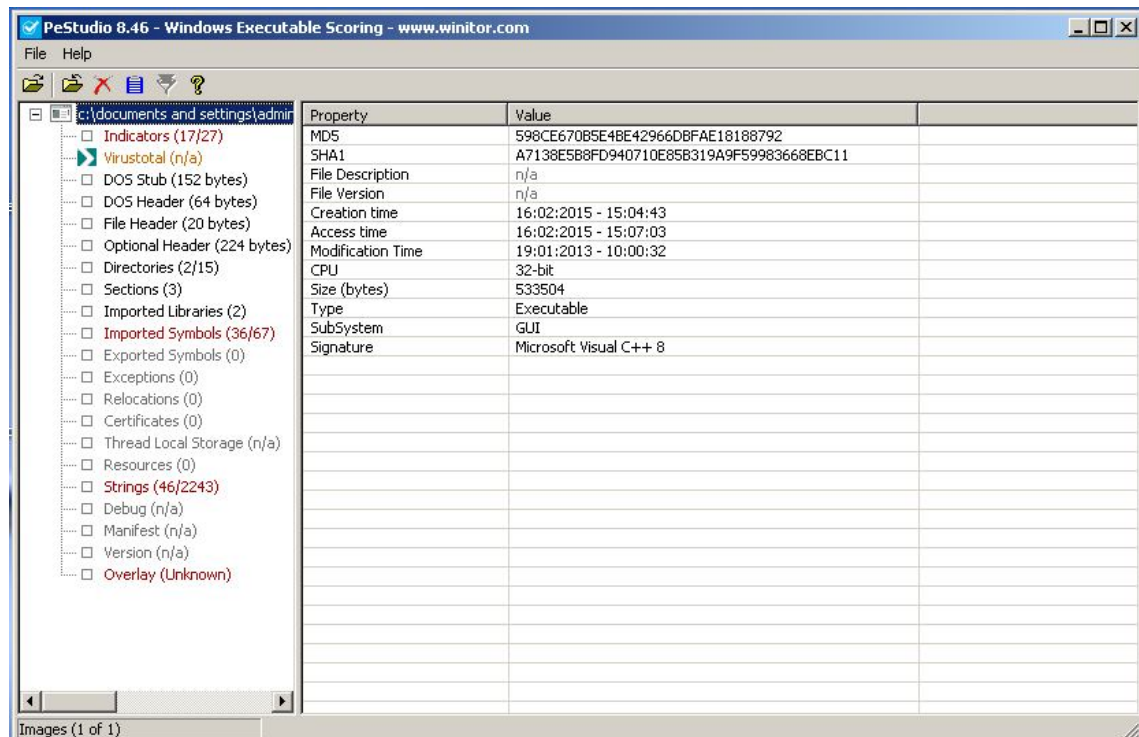 PeStudio 8.46 - Windows Executable Scoring - www.winitor.com
File Help
c:\documents and settings\admin
Indicators (17/27)
Virustotal (n/a)
DOS Stub (152 bytes)
DOS Header (64 bytes)
File Header (20 bytes)
Optional Header (224 bytes)
Directories (2/15)
Sections (3)
Imported Libraries (2)
Imported Symbols (36/67)
Exported Symbols (0)
Exceptions (0)
Relocations (0)
Certificates (0)
Thread Local Storage (n/a)
Resources (0)
Strings (46/2243)
Debug (n/a)
Manifest (n/a)
Version (n/a)
Overlay (Unknown)
Property Value
MD5 598CE670B5E4BE42966DBFAE18188792
SHA1 A7138E5B8FD940710E85B319A9F59983668EBC11
File Description n/a
File Version n/a
Creation time 16:02:2015 - 15:04:43
Access time 16:02:2015 - 15:07:03
Modification Time 19:01:2013 - 10:00:32
CPU 32-bit
Size (bytes) 533504
Type Executable
SubSystem GUI
Signature Microsoft Visual C++ 8
Images (1 of 1)